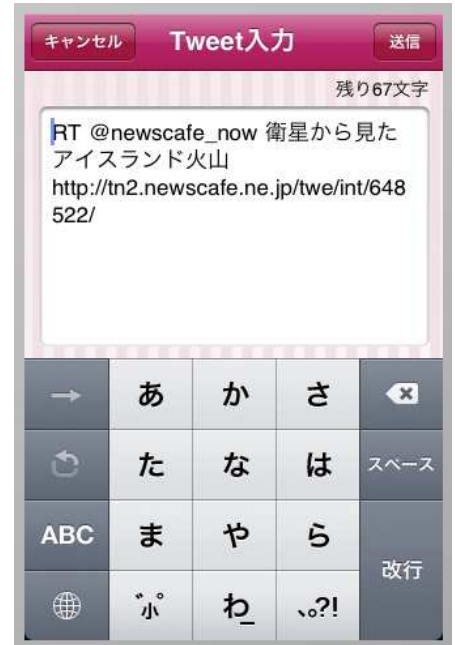 キャンセル Tweet入力 送信
残り67文字
RT @newscafe_now 衛星から見た
アイスランド火山
http://tn2.newscafe.ne.jp/twe/int/648
522/
→ あ か さ
た な は スペース
ABC ま や ら
改行
゛゜小 わ_ 、。?!